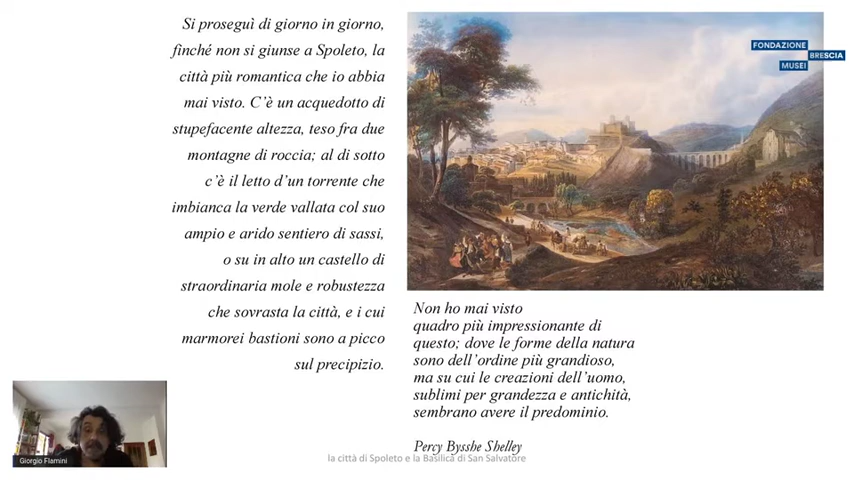 Si proseguì di giorno in giorno,
finché non si giunse a Spoleto, la
città più romantica che io abbia
mai visto. C'è un acquedotto di
stupefacente altezza, teso fra due
montagne di roccia; al di sotto
c'è il letto d'un torrente che
imbianca la verde vallata col suo
ampio e arido sentiero di sassi,
o su in alto un castello di
straordinaria mole e robustezza
che sovrasta la città, e i cui
marmorei bastioni sono a picco
sul precipizio.
FONDAZIONE
BRESCIA
MUSEI
Non ho mai visto
quadro più impressionante di
questo; dove le forme della natura
sono dell'ordine più grandioso,
ma su cui le creazioni dell'uomo,
sublimi per grandezza e antichità,
sembrano avere il predominio.
Percy Bysshe Shelley
la città di Spoleto e la Basilica di San Salvatore
Giorgio Flamini